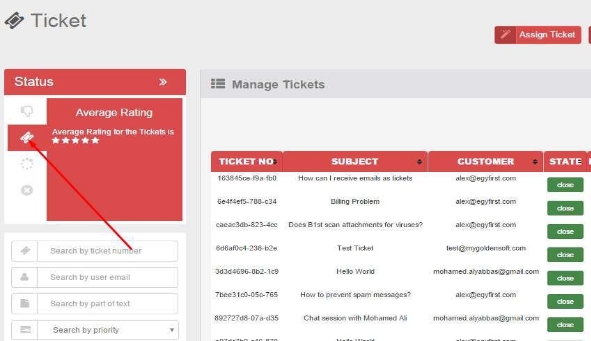 Ticket
Assign Ticket
Status
Manage Tickets
Average Rating
Average Rating for the Tickets is
TICKET NO SUBJECT CUSTOMER STATE
163845ce-f9a-fb0 How can I receive emails as tickets alex@egyfirst.com close
6e4f4ef5-788-c34 Billing Problem alex@egyfirst.com close
caeac3db-823-4cc Does B1st scan attachments for viruses? alex@egyfirst.com close
6d6af0c4-236-b2e Test Ticket test@mygoldensoft.com close
3d3d4696-8b2-1c9 Hello World mohamed.alyabbas@gmail.com close
7bee31c0-05c-765 How to prevent spam messages? alex@egyfirst.com close
892727d8-07a-d35 Chat session with Mohamed Ali mohamed.alyabbas@gmail.com close
Hello World
Search by ticket number
Search by user email
Search by part of text
Search by priority